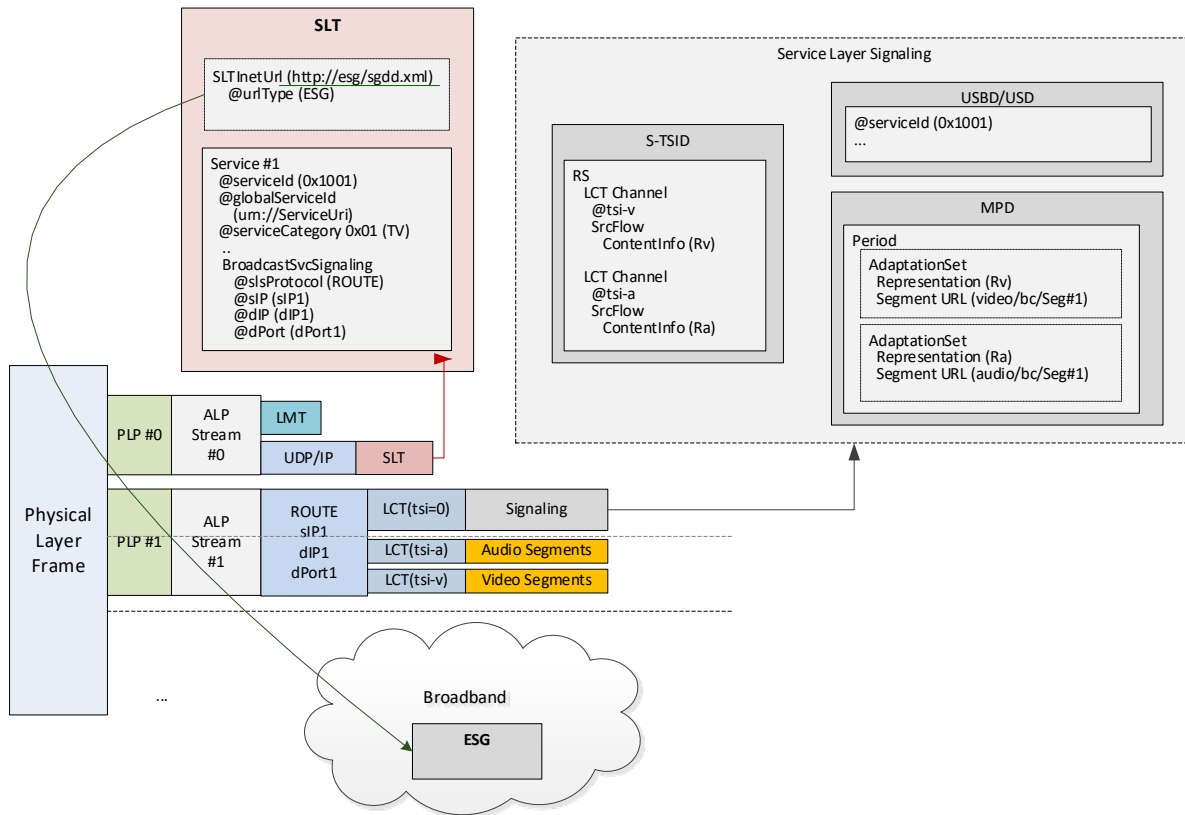 SLT
SLTInetUrl (http://esg/sgdd.xml)
@urlType (ESG)
Service #1
@serviceId (0x1001)
@globalServiceId
(urn://ServiceUri)
@serviceCategory 0x01 (TV)
..
BroadcastSvcSignaling
@slsProtocol (ROUTE)
@sIP (sIP1)
@dIP (dIP1)
@dPort (dPort1)
Service Layer Signaling
S-TSID
RS
LCT Channel
@tsi-v
SrcFlow
ContentInfo (Rv)
LCT Channel
@tsi-a
SrcFlow
ContentInfo (Ra)
USBD/USD
@serviceId (0x1001)
...
MPD
Period
AdaptationSet
Representation (Rv)
Segment URL (video/bc/Seg#1)
AdaptationSet
Representation (Ra)
Segment URL (audio/bc/Seg#1)
Physical
Layer
Frame
PLP #0
ALP
Stream
#0
LMT
UDP/IP
SLT
PLP #1
ALP
Stream
#1
ROUTE
sIP1
dIP1
dPort1
LCT(tsi=0)
Signaling
LCT(tsi-a)
Audio Segments
LCT(tsi-v)
Video Segments
...
Broadband
ESG